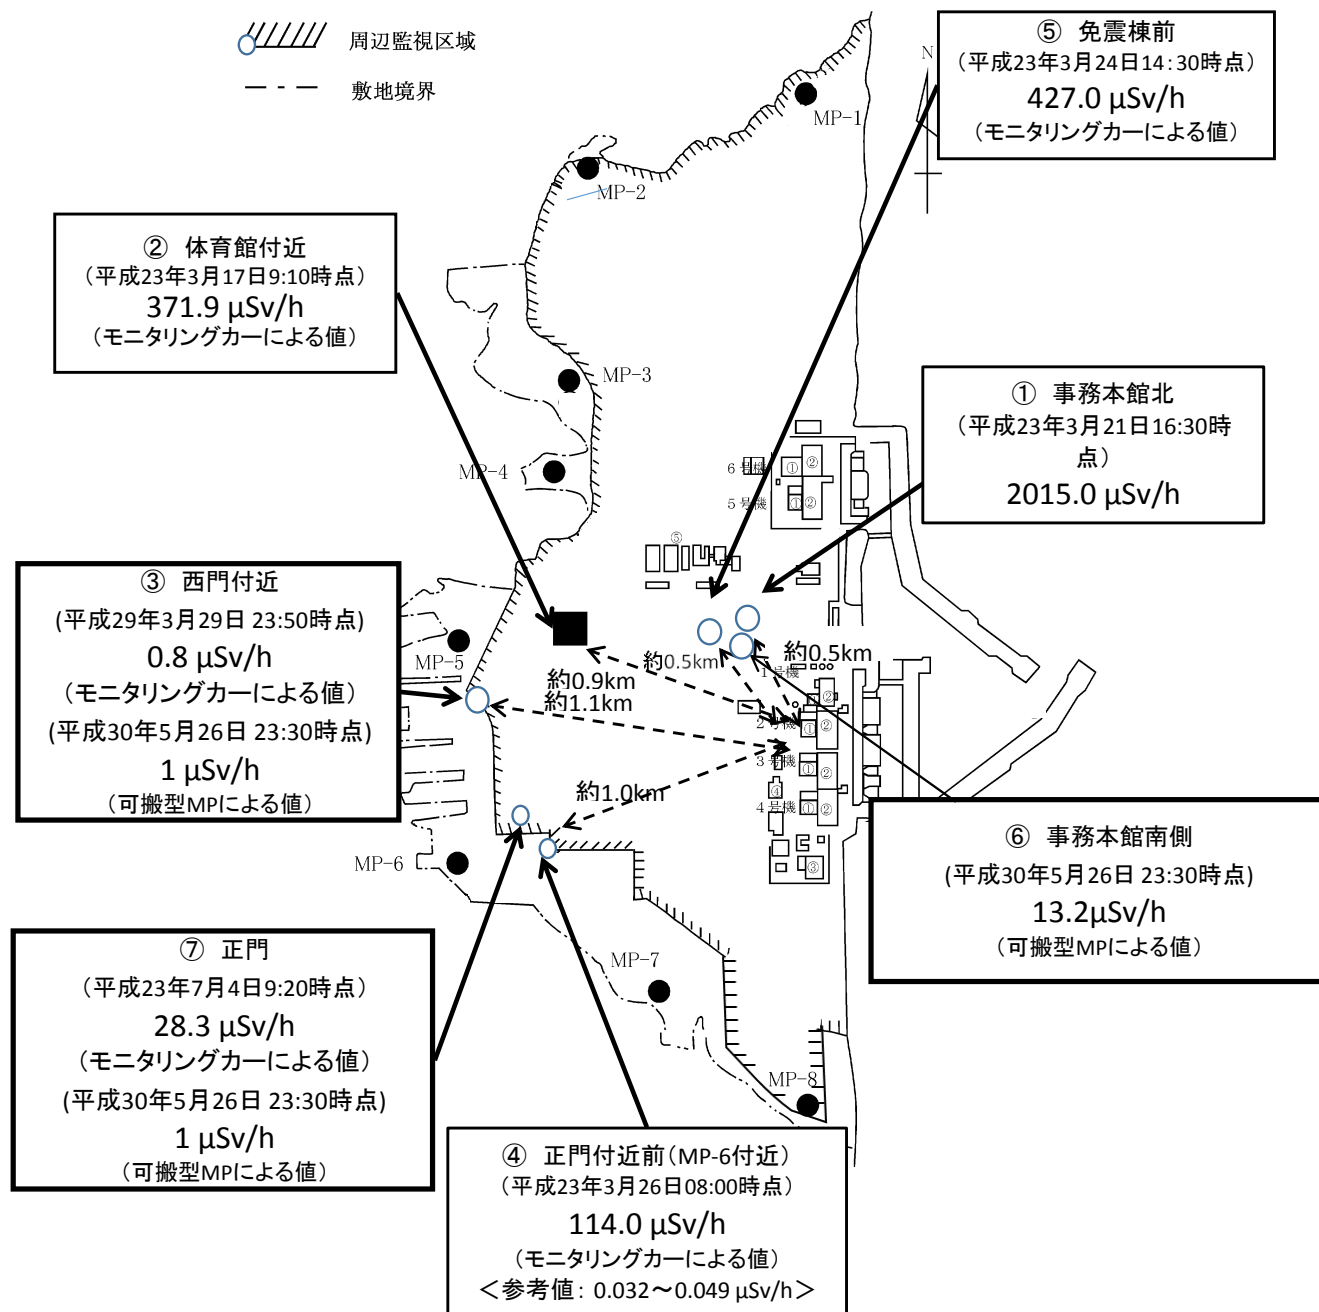 周辺監視区域
敷地境界
⑤ 免震棟前
(平成23年3月24日14:30時点)
427.0 μSv/h
(モニタリングカーによる値)
N
MP-1
MP-2
② 体育館付近
(平成23年3月17日9:10時点)
371.9 μSv/h
(モニタリングカーによる値)
MP-3
① 事務本館北
(平成23年3月21日16:30時
点)
2015.0 μSv/h
MP-4
6号機
①
②
5号機
①
②
⑤
③ 西門付近
(平成29年3月29日 23:50時点)
0.8 μSv/h
(モニタリングカーによる値)
(平成30年5月26日 23:30時点)
1 μSv/h
(可搬型MPによる値)
MP-5
約0.5km
約0.5km
約0.9km
約1.1km
1号機
②
2号機
①
②
3号機
①
②
約1.0km
④
4号機
①
②
③
MP-6
⑥ 事務本館南側
(平成30年5月26日 23:30時点)
13.2μSv/h
(可搬型MPによる値)
⑦ 正門
(平成23年7月4日9:20時点)
28.3 μSv/h
(モニタリングカーによる値)
(平成30年5月26日 23:30時点)
1 μSv/h
(可搬型MPによる値)
MP-7
MP-8
④ 正門付近前(MP-6付近)
(平成23年3月26日08:00時点)
114.0 μSv/h
(モニタリングカーによる値)
<参考値: 0.032～0.049 μSv/h>